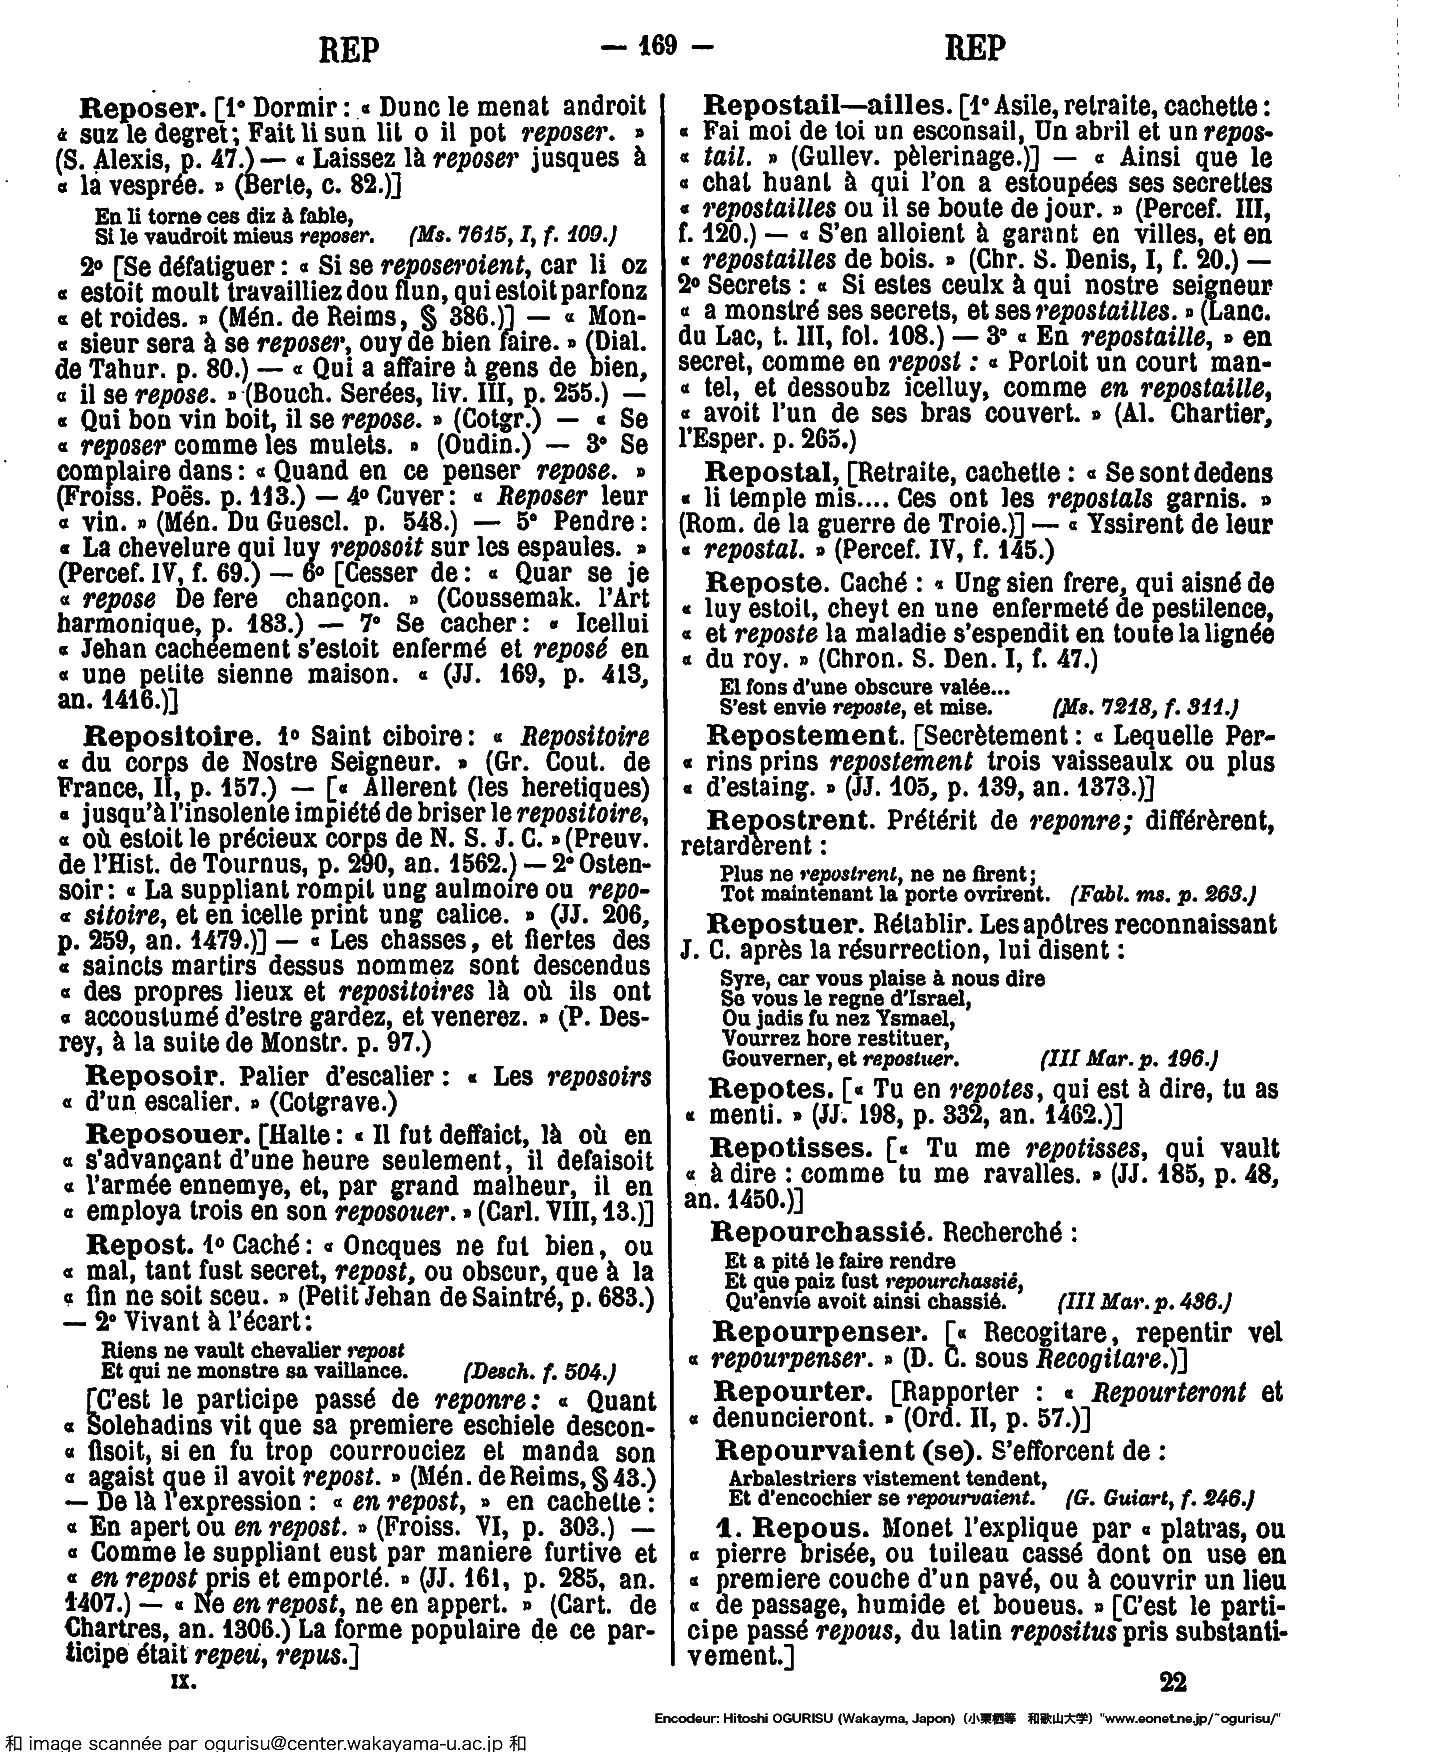 REP — 169 — REP
Reposer. [1° Dormir : « Dunc le menat androit
« suz le degret; Fait li sun lit o il pot reposer. »
(S. Alexis, p. 47.) — « Laissez là reposer jusques à
« la vesprée. » (Berte, c. 82.)]
En li torne ces diz à fable,
Si le vaudroit mieus reposer. (Ms. 7615, I, f. 109.)
2° [Se défatiguer : « Si se reposeroient, car li oz
« estoit moult travailliez dou flun, qui estoit parfonz
« et roides. » (Mén. de Reims, § 386.)] — « Mon-
« sieur sera à se reposer, ouy de bien faire. » (Dial.
de Tahur. p. 80.) — « Qui a affaire à gens de bien,
« il se repose. » (Bouch. Serées, liv. III, p. 255.) —
« Qui bon vin boit, il se repose. » (Cotgr.) — « Se
« reposer comme les mulets. » (Oudin.) — 3° Se
complaire dans : « Quand en ce penser repose. »
(Froiss. Poës. p. 113.) — 4° Cuver : « Reposer leur
« vin. » (Mén. Du Guescl. p. 548.) — 5° Pendre :
« La chevelure qui luy reposoit sur les espaules. »
(Percef. IV, f. 69.) — 6° [Cesser de : « Quar se je
« repose De fere chançon. » (Coussemak. l'Art
harmonique, p. 183.) — 7° Se cacher : « Icellui
« Jehan cacheement s'estoit enfermé et reposé en
« une petite sienne maison. « (JJ. 169, p. 413,
an. 1416.)]
Repositoire. 1° Saint ciboire : « Repositoire
« du corps de Nostre Seigneur. » (Gr. Cout. de
France, II, p. 157.) — [« Allerent (les heretiques)
« jusqu'à l'insolente impiété de briser le repositoire,
« où estoit le précieux corps de N. S. J. C. » (Preuv.
de l'Hist. de Tournus, p. 290, an. 1562.) — 2° Osten-
soir : « La suppliant rompit ung aulmoire ou repo-
« sitoire, et en icelle print ung calice. » (JJ. 206,
p. 259, an. 1479.)] — « Les chasses, et fiertes des
« saincts martirs dessus nommez sont descendus
« des propres lieux et repositoires là où ils ont
« accoustumé d'estre gardez, et venerez. » (P. Des-
rey, à la suite de Monstr. p. 97.)
Reposoir. Palier d'escalier : « Les reposoirs
« d'un escalier. » (Cotgrave.)
Reposouer. [Halte : « Il fut deffaict, là où en
« s'advançant d'une heure seulement, il defaisoit
« l'armée ennemye, et, par grand malheur, il en
« employa trois en son reposouer. » (Carl. VIII, 13.)]
Repost. 1° Caché : « Oncques ne fut bien, ou
« mal, tant fust secret, repost, ou obscur, que à la
« fin ne soit sceu. » (Petit Jehan de Saintré, p. 683.)
— 2° Vivant à l'écart :
Riens ne vault chevalier repost
Et qui ne monstre sa vaillance. (Desch. f. 504.)
[C'est le participe passé de reponre : « Quant
« Solehadins vit que sa premiere eschiele descon-
« fisoit, si en fu trop courrouciez et manda son
« agaist que il avoit repost. » (Mén. de Reims, § 43.)
— De là l'expression : « en repost, » en cachette :
« En apert ou en repost. » (Froiss. VI, p. 303.) —
« Comme le suppliant eust par maniere furtive et
« en repost pris et emporté. » (JJ. 161, p. 285, an.
1407.) — « Ne en repost, ne en appert. » (Cart. de
Chartres, an. 1306.) La forme populaire de ce par-
ticipe était repeu, repus.]
IX.
Repostail—ailles. [1° Asile, retraite, cachette :
« Fai moi de toi un esconsail, Un abril et un repos-
« tail. » (Gullev. pèlerinage.)] — « Ainsi que le
« chat huant à qui l'on a estoupées ses secrettes
« repostailles ou il se boute de jour. » (Percef. III,
f. 120.) — « S'en alloient à garant en villes, et en
« repostailles de bois. » (Chr. S. Denis, I, f. 20.) —
2° Secrets : « Si estes ceulx à qui nostre seigneur
« a monstré ses secrets, et ses repostailles. » (Lanc.
du Lac, t. III, fol. 108.) — 3° « En repostaille, » en
secret, comme en repost : « Portoit un court man-
« tel, et dessoubz icelluy, comme en repostaille,
« avoit l'un de ses bras couvert. » (Al. Chartier,
l'Esper. p. 265.)
Repostal, [Retraite, cachette : « Se sont dedens
« li temple mis.... Ces ont les repostals garnis. »
(Rom. de la guerre de Troie.)] — « Yssirent de leur
« repostal. » (Percef. IV, f. 145.)
Reposte. Caché : « Ung sien frere, qui aisné de
« luy estoit, cheyt en une enfermeté de pestilence,
« et reposte la maladie s'espendit en toute la lignée
« du roy. » (Chron. S. Den. I, f. 47.)
El fons d'une obscure valée...
S'est envie reposte, et mise. (Ms. 7218, f. 311.)
Repostement. [Secrètement : « Lequelle Per-
« rins prins repostement trois vaisseaulx ou plus
« d'estaing. » (JJ. 105, p. 139, an. 1373.)]
Repostrent. Prétérit de reponre; différèrent,
retardèrent :
Plus ne repostrent, ne ne firent;
Tot maintenant la porte ovrirent. (Fabl. ms. p. 263.)
Repostuer. Rétablir. Les apôtres reconnaissant
J. C. après la résurrection, lui disent :
Syre, car vous plaise à nous dire
Se vous le regne d'Israel,
Ou jadis fu nez Ysmael,
Vourrez hore restituer,
Gouverner, et repostuer. (III Mar. p. 196.)
Repotes. [« Tu en repotes, qui est à dire, tu as
« menti. » (JJ. 198, p. 332, an. 1462.)]
Repotisses. [« Tu me repotisses, qui vault
« à dire : comme tu me ravalles. » (JJ. 185, p. 48,
an. 1450.)]
Repourchassié. Recherché :
Et a pité le faire rendre
Et que paiz fust repourchassié,
Qu'envie avoit ainsi chassié. (III Mar. p. 436.)
Repourpenser. [« Recogitare, repentir vel
« repourpenser. » (D. C. sous Recogitare.)]
Repourter. [Rapporter : « Repourteront et
« denuncieront. » (Ord. II, p. 57.)]
Repourvaient (se). S'efforcent de :
Arbalestriers vistement tendent,
Et d'encochier se repourvaient. (G. Guiart, f. 246.)
1. Repous. Monet l'explique par « platras, ou
« pierre brisée, ou tuileau cassé dont on use en
« premiere couche d'un pavé, ou à couvrir un lieu
« de passage, humide et boueus. » [C'est le parti-
cipe passé repous, du latin repositus pris substanti-
vement.]
22
Encodeur: Hitoshi OGURISU (Wakayma, Japon) (小栗栖等 和歌山大学) "www.eonet.ne.jp/~ogurisu/"
和 image scannée par ogurisu@center.wakayama-u.ac.jp 和